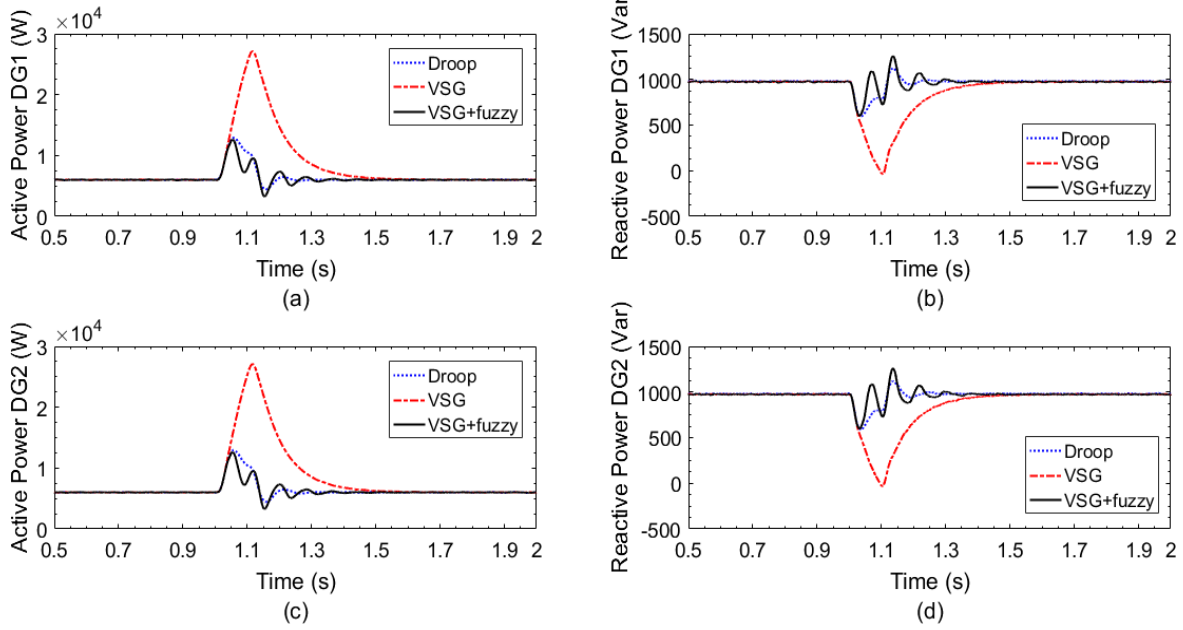 ×10⁴
Active Power DG1 (W)
3
2
1
0
Droop
VSG
VSG+fuzzy
0.5 0.7 0.9 1.1 1.3 1.5 1.7 1.9 2
Time (s)
(a)
Reactive Power DG1 (Var)
1500
1000
500
0
-500
Droop
VSG
VSG+fuzzy
0.5 0.7 0.9 1.1 1.3 1.5 1.7 1.9 2
Time (s)
(b)
×10⁴
Active Power DG2 (W)
3
2
1
0
Droop
VSG
VSG+fuzzy
0.5 0.7 0.9 1.1 1.3 1.5 1.7 1.9 2
Time (s)
(c)
Reactive Power DG2 (Var)
1500
1000
500
0
-500
Droop
VSG
VSG+fuzzy
0.5 0.7 0.9 1.1 1.3 1.5 1.7 1.9 2
Time (s)
(d)